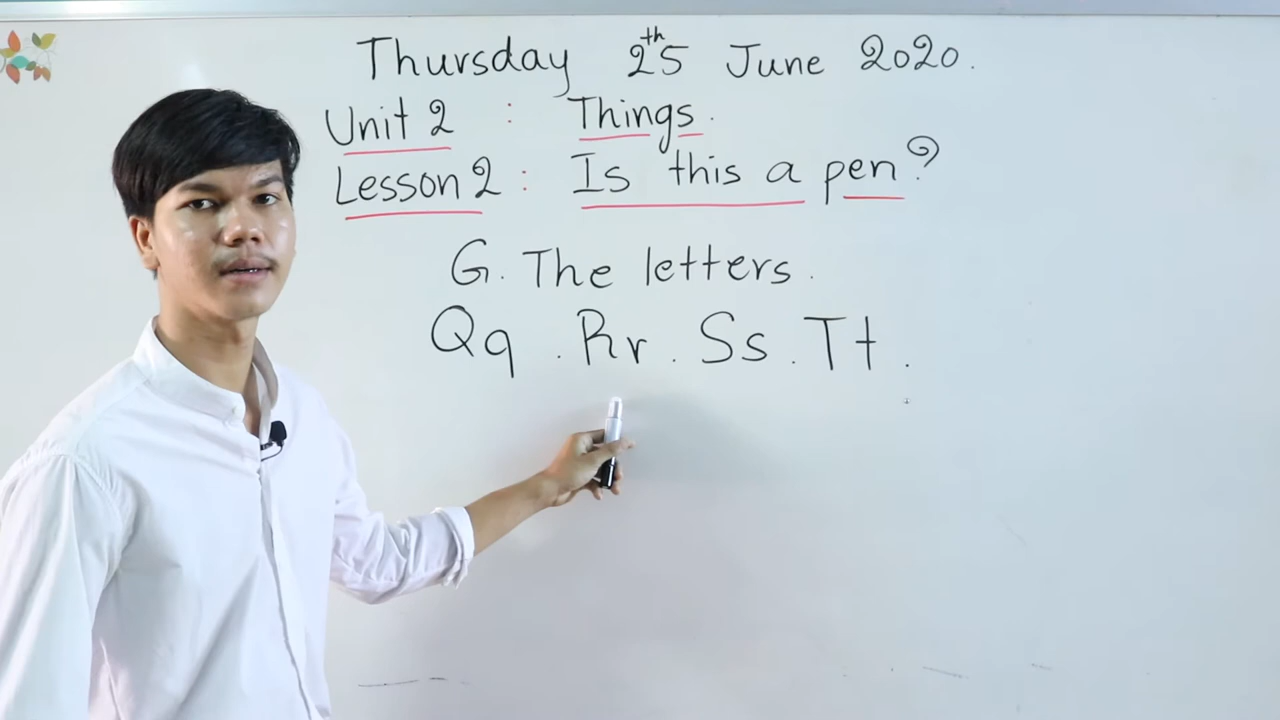 Thursday 25th June 2020.
Unit 2 : Things.
Lesson 2 : Is this a pen?
G. The letters.
Qq . Rr . Ss . Tt .